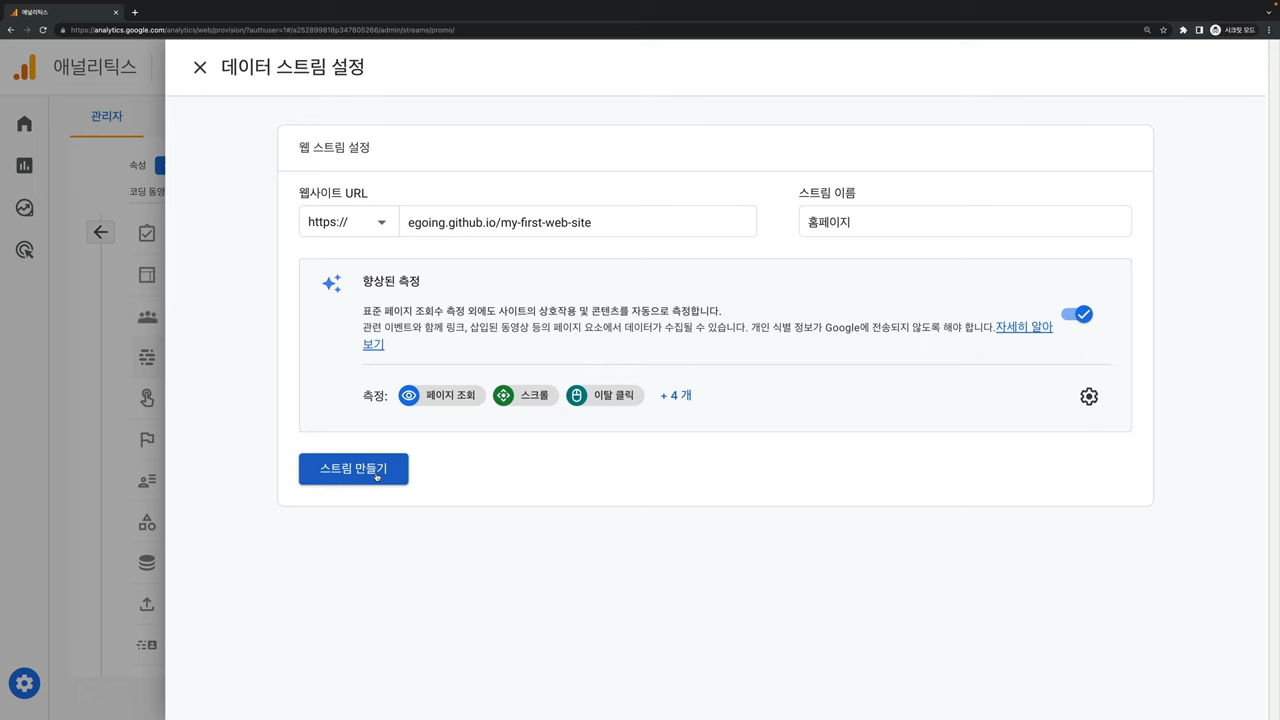 애널리틱스
https://analytics.google.com/analytics/web/provision/?authuser=1#/a252899818p347805266/admin/streams/promo/
시크릿 모드
애널리틱스
데이터 스트림 설정
관리자
속성
코딩 동영
웹 스트림 설정
웹사이트 URL
스트림 이름
https://
egoing.github.io/my-first-web-site
홈페이지
향상된 측정
표준 페이지 조회수 측정 외에도 사이트의 상호작용 및 콘텐츠를 자동으로 측정합니다.
관련 이벤트와 함께 링크, 삽입된 동영상 등의 페이지 요소에서 데이터가 수집될 수 있습니다. 개인 식별 정보가 Google에 전송되지 않도록 해야 합니다.자세히 알아
보기
측정: 페이지 조회 스크롤 이탈 클릭 + 4 개
스트림 만들기